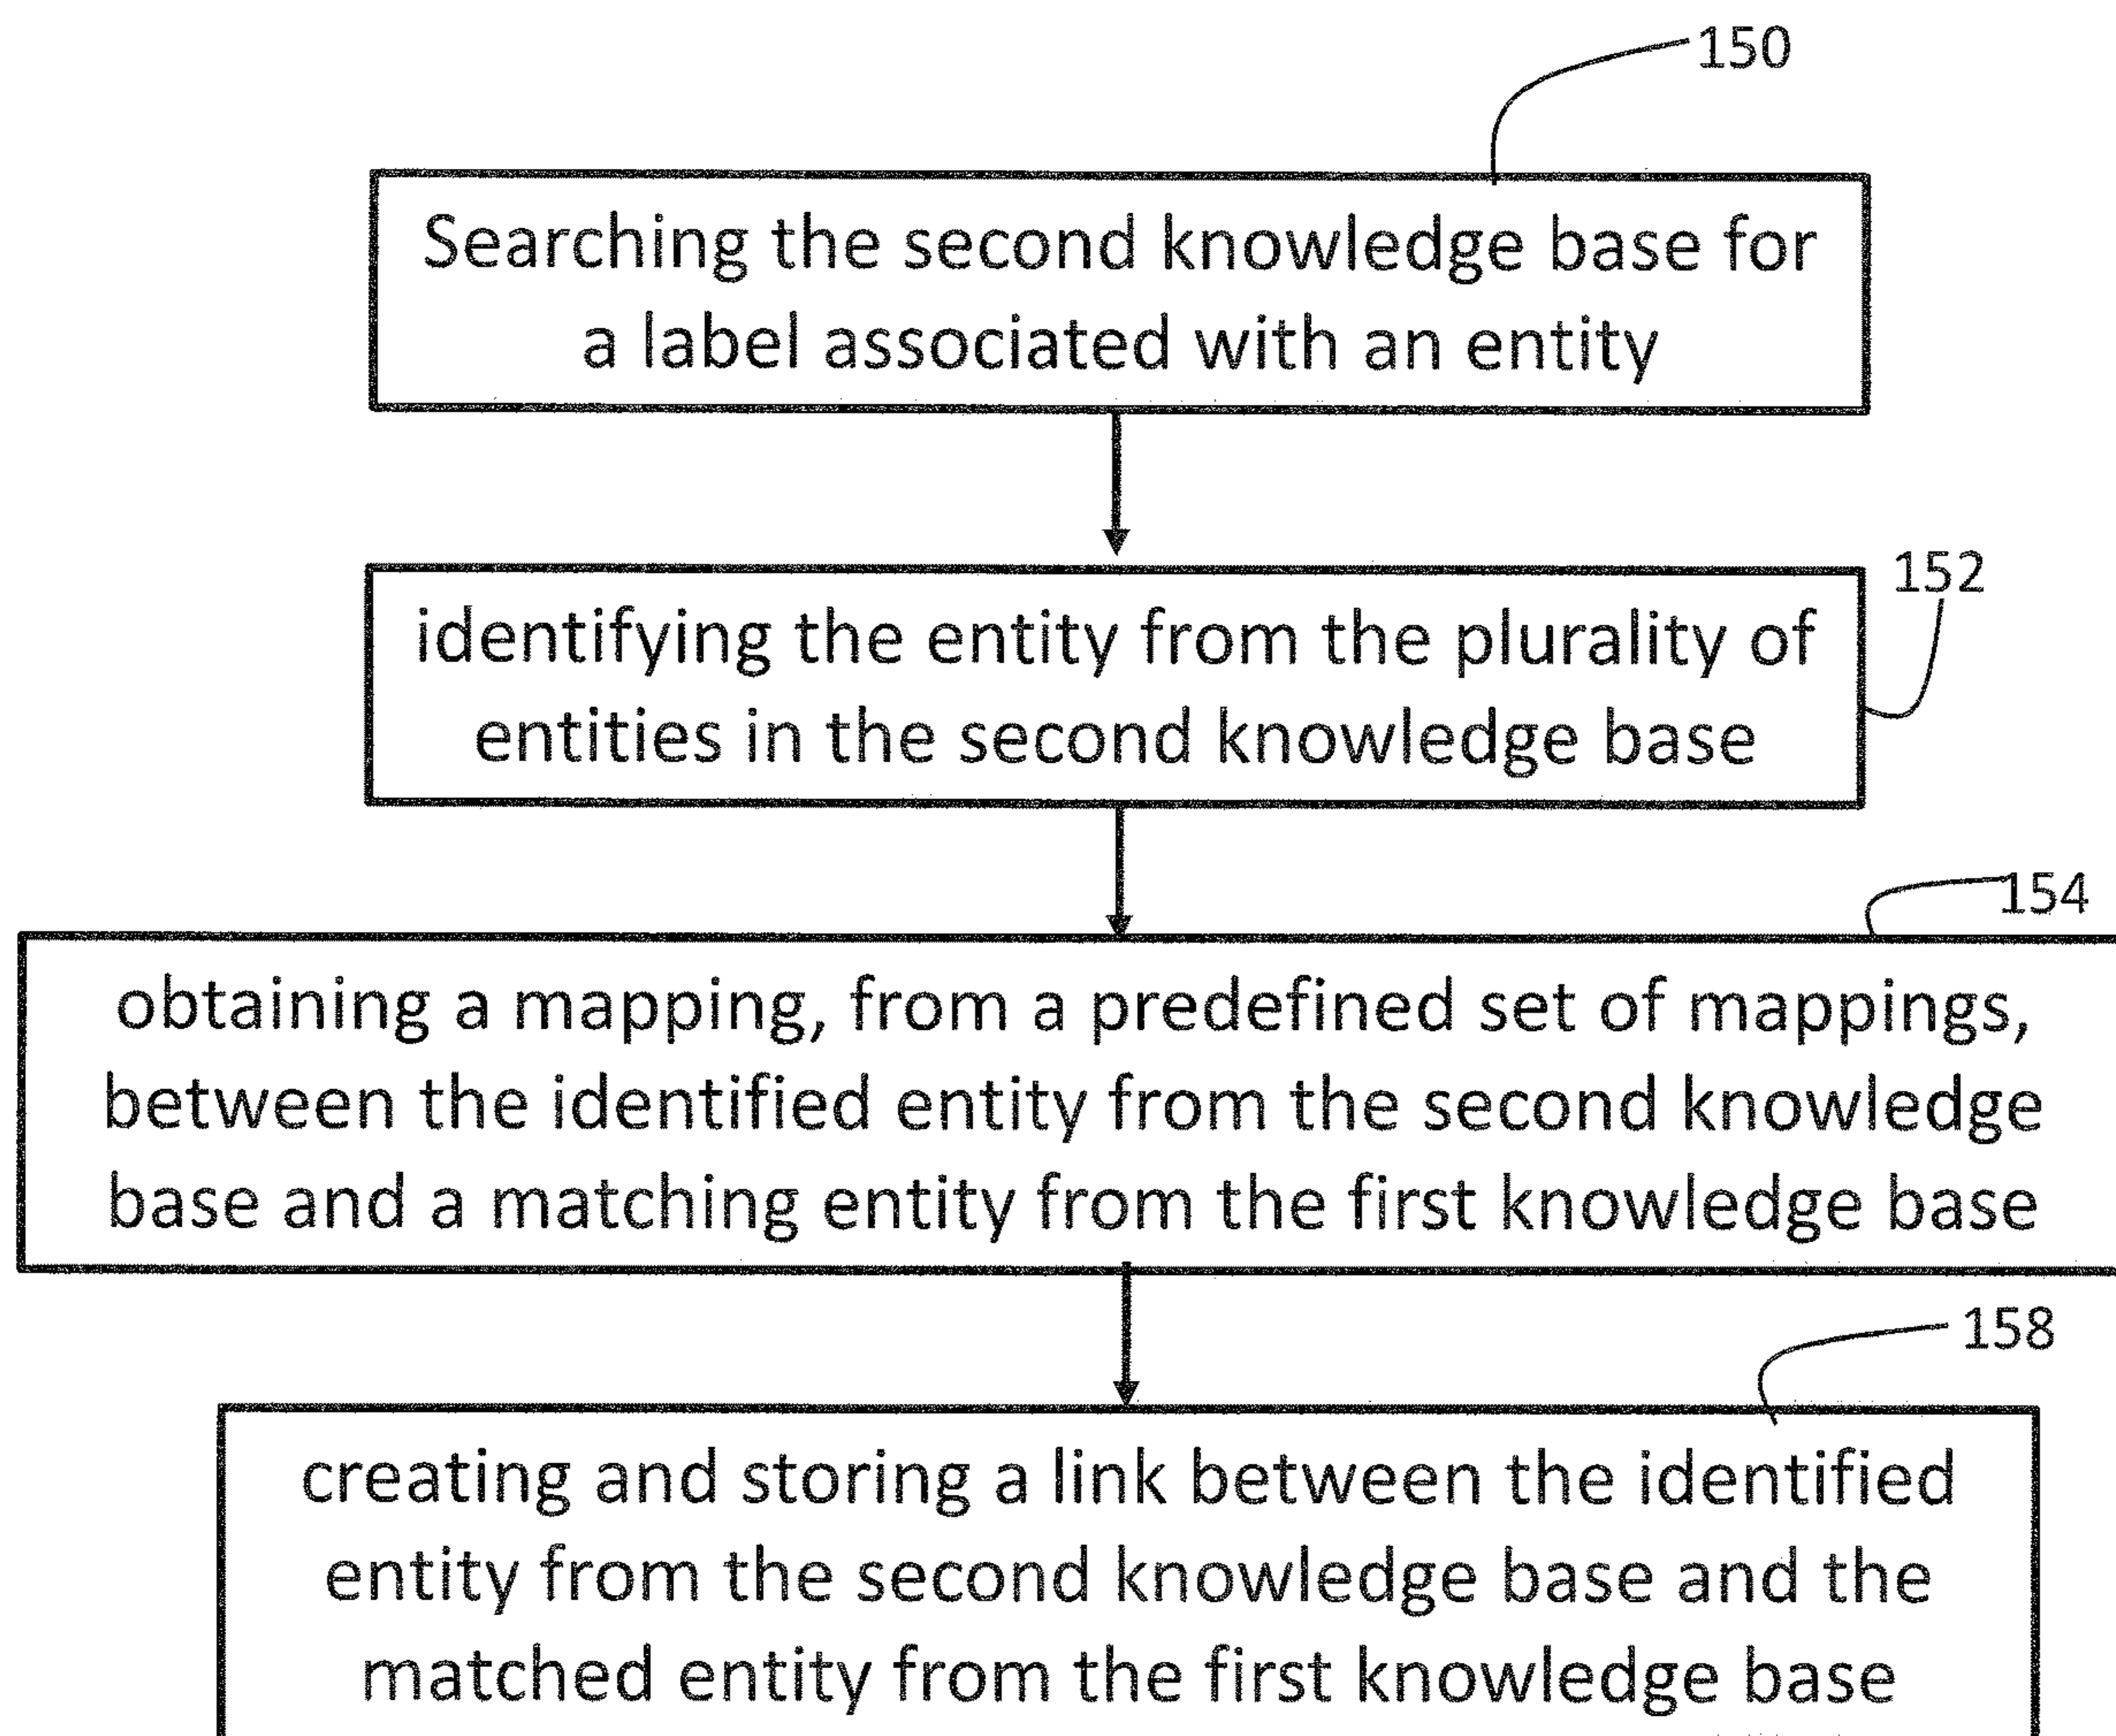 150
Searching the second knowledge base for
a label associated with an entity
152
identifying the entity from the plurality of
entities in the second knowledge base
154
obtaining a mapping, from a predefined set of mappings,
between the identified entity from the second knowledge
base and a matching entity from the first knowledge base
158
creating and storing a link between the identified
entity from the second knowledge base and the
matched entity from the first knowledge base